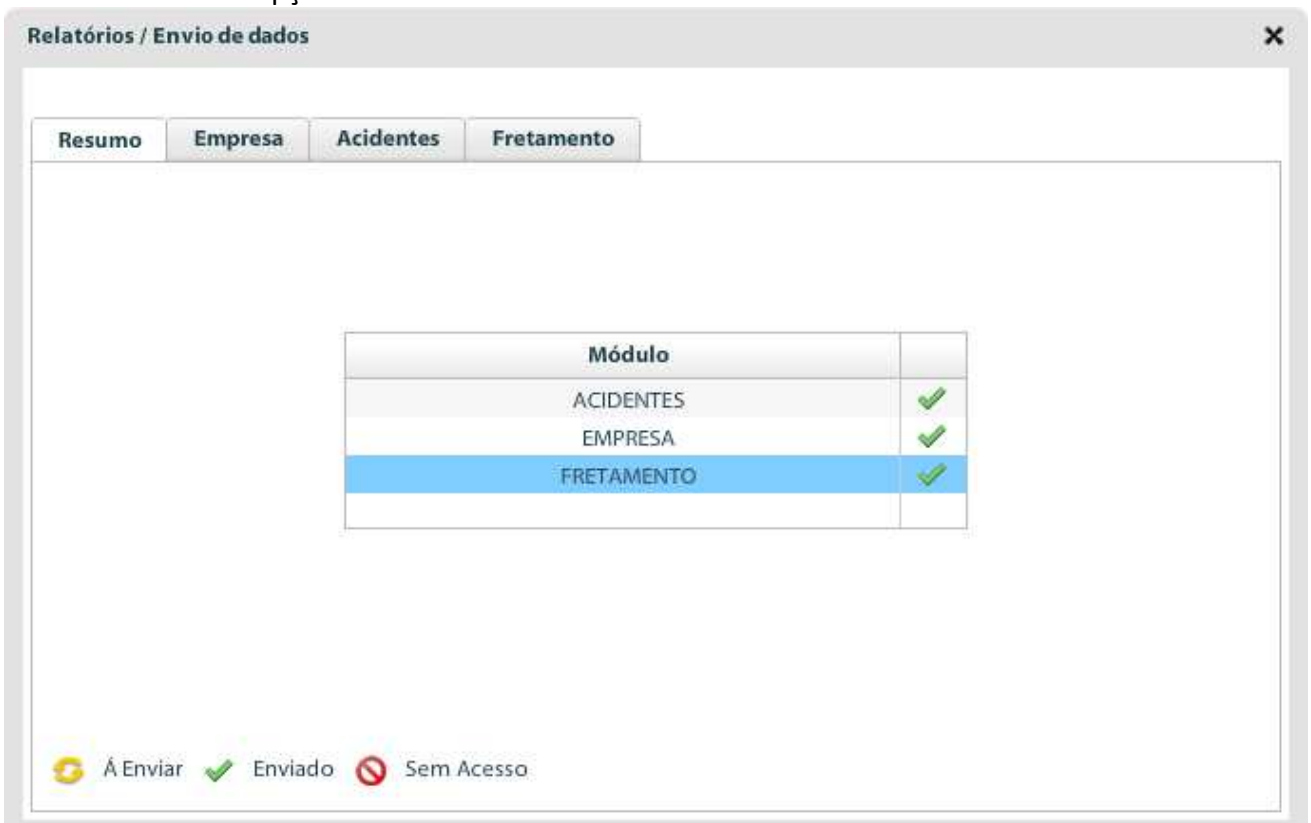 Relatórios / Envio de dados
Resumo Empresa Acidentes Fretamento
Módulo
ACIDENTES
EMPRESA
FRETAMENTO
Á Enviar Enviado Sem Acesso